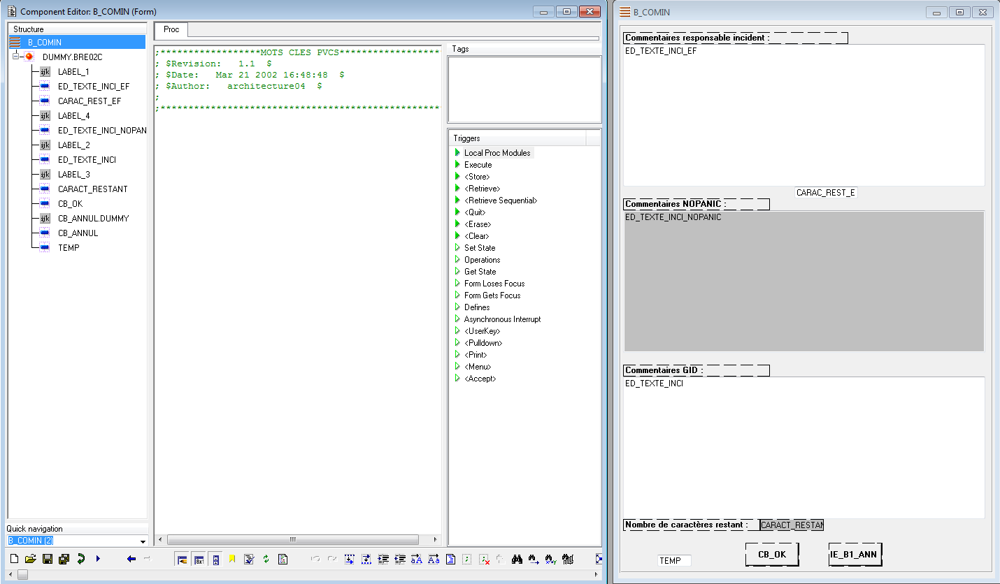 Component Editor: B_COMIN (Form)
Structure
B_COMIN
DUMMY.BRE02C
LABEL_1
ED_TEXTE_INCI_EF
CARAC_REST_EF
LABEL_4
ED_TEXTE_INCI_NOPAN
LABEL_2
ED_TEXTE_INCI
LABEL_3
CARACT_RESTANT
CB_OK
CB_ANNUL.DUMMY
CB_ANNUL
TEMP
Quick navigation
B_COMIN (2)
Proc
;******************MOTS CLES PVCS******************
; $Revision:   1.1  $
; $Date:   Mar 21 2002 16:48:48  $
; $Author:   architecture04  $
;
;**************************************************
Tags
Triggers
Local Proc Modules
Execute
<Store>
<Retrieve>
<Retrieve Sequential>
<Quit>
<Erase>
<Clear>
Set State
Operations
Get State
Form Loses Focus
Form Gets Focus
Defines
Asynchronous Interrupt
<UserKey>
<Pulldown>
<Print>
<Menu>
<Accept>
B_COMIN
Commentaires responsable incident :
ED_TEXTE_INCI_EF
CARAC_REST_E
Commentaires NOPANIC :
ED_TEXTE_INCI_NOPANIC
Commentaires GID :
ED_TEXTE_INCI
Nombre de caractères restant : CARACT_RESTAN
TEMP
CB_OK
IE_B1_ANN